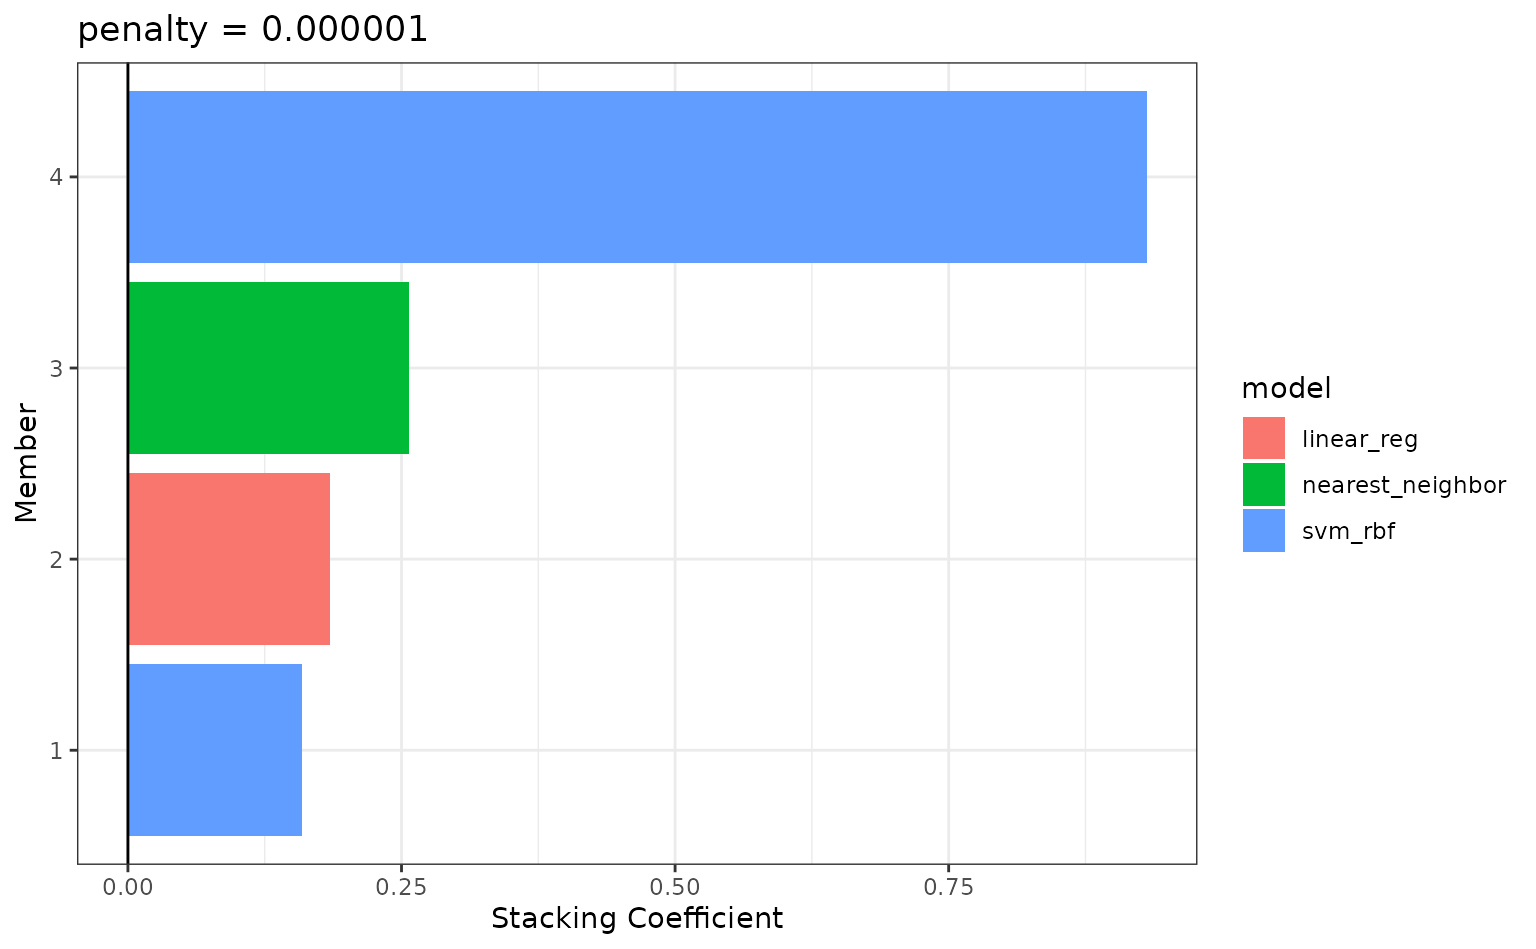 penalty = 0.000001
4
3
2
1
Member
0.00 0.25 0.50 0.75
Stacking Coefficient
model
linear_reg
nearest_neighbor
svm_rbf